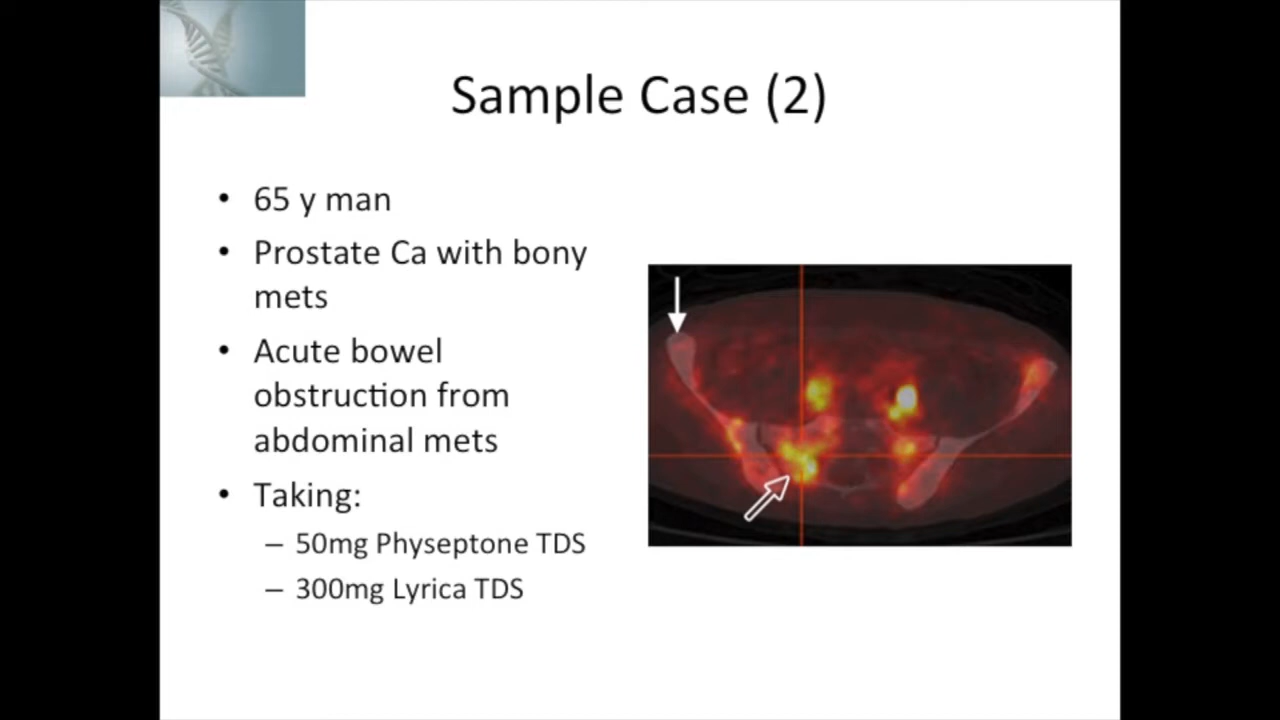 Sample Case (2)
• 65 y man
• Prostate Ca with bony
mets
• Acute bowel
obstruction from
abdominal mets
• Taking:
– 50mg Physeptone TDS
– 300mg Lyrica TDS